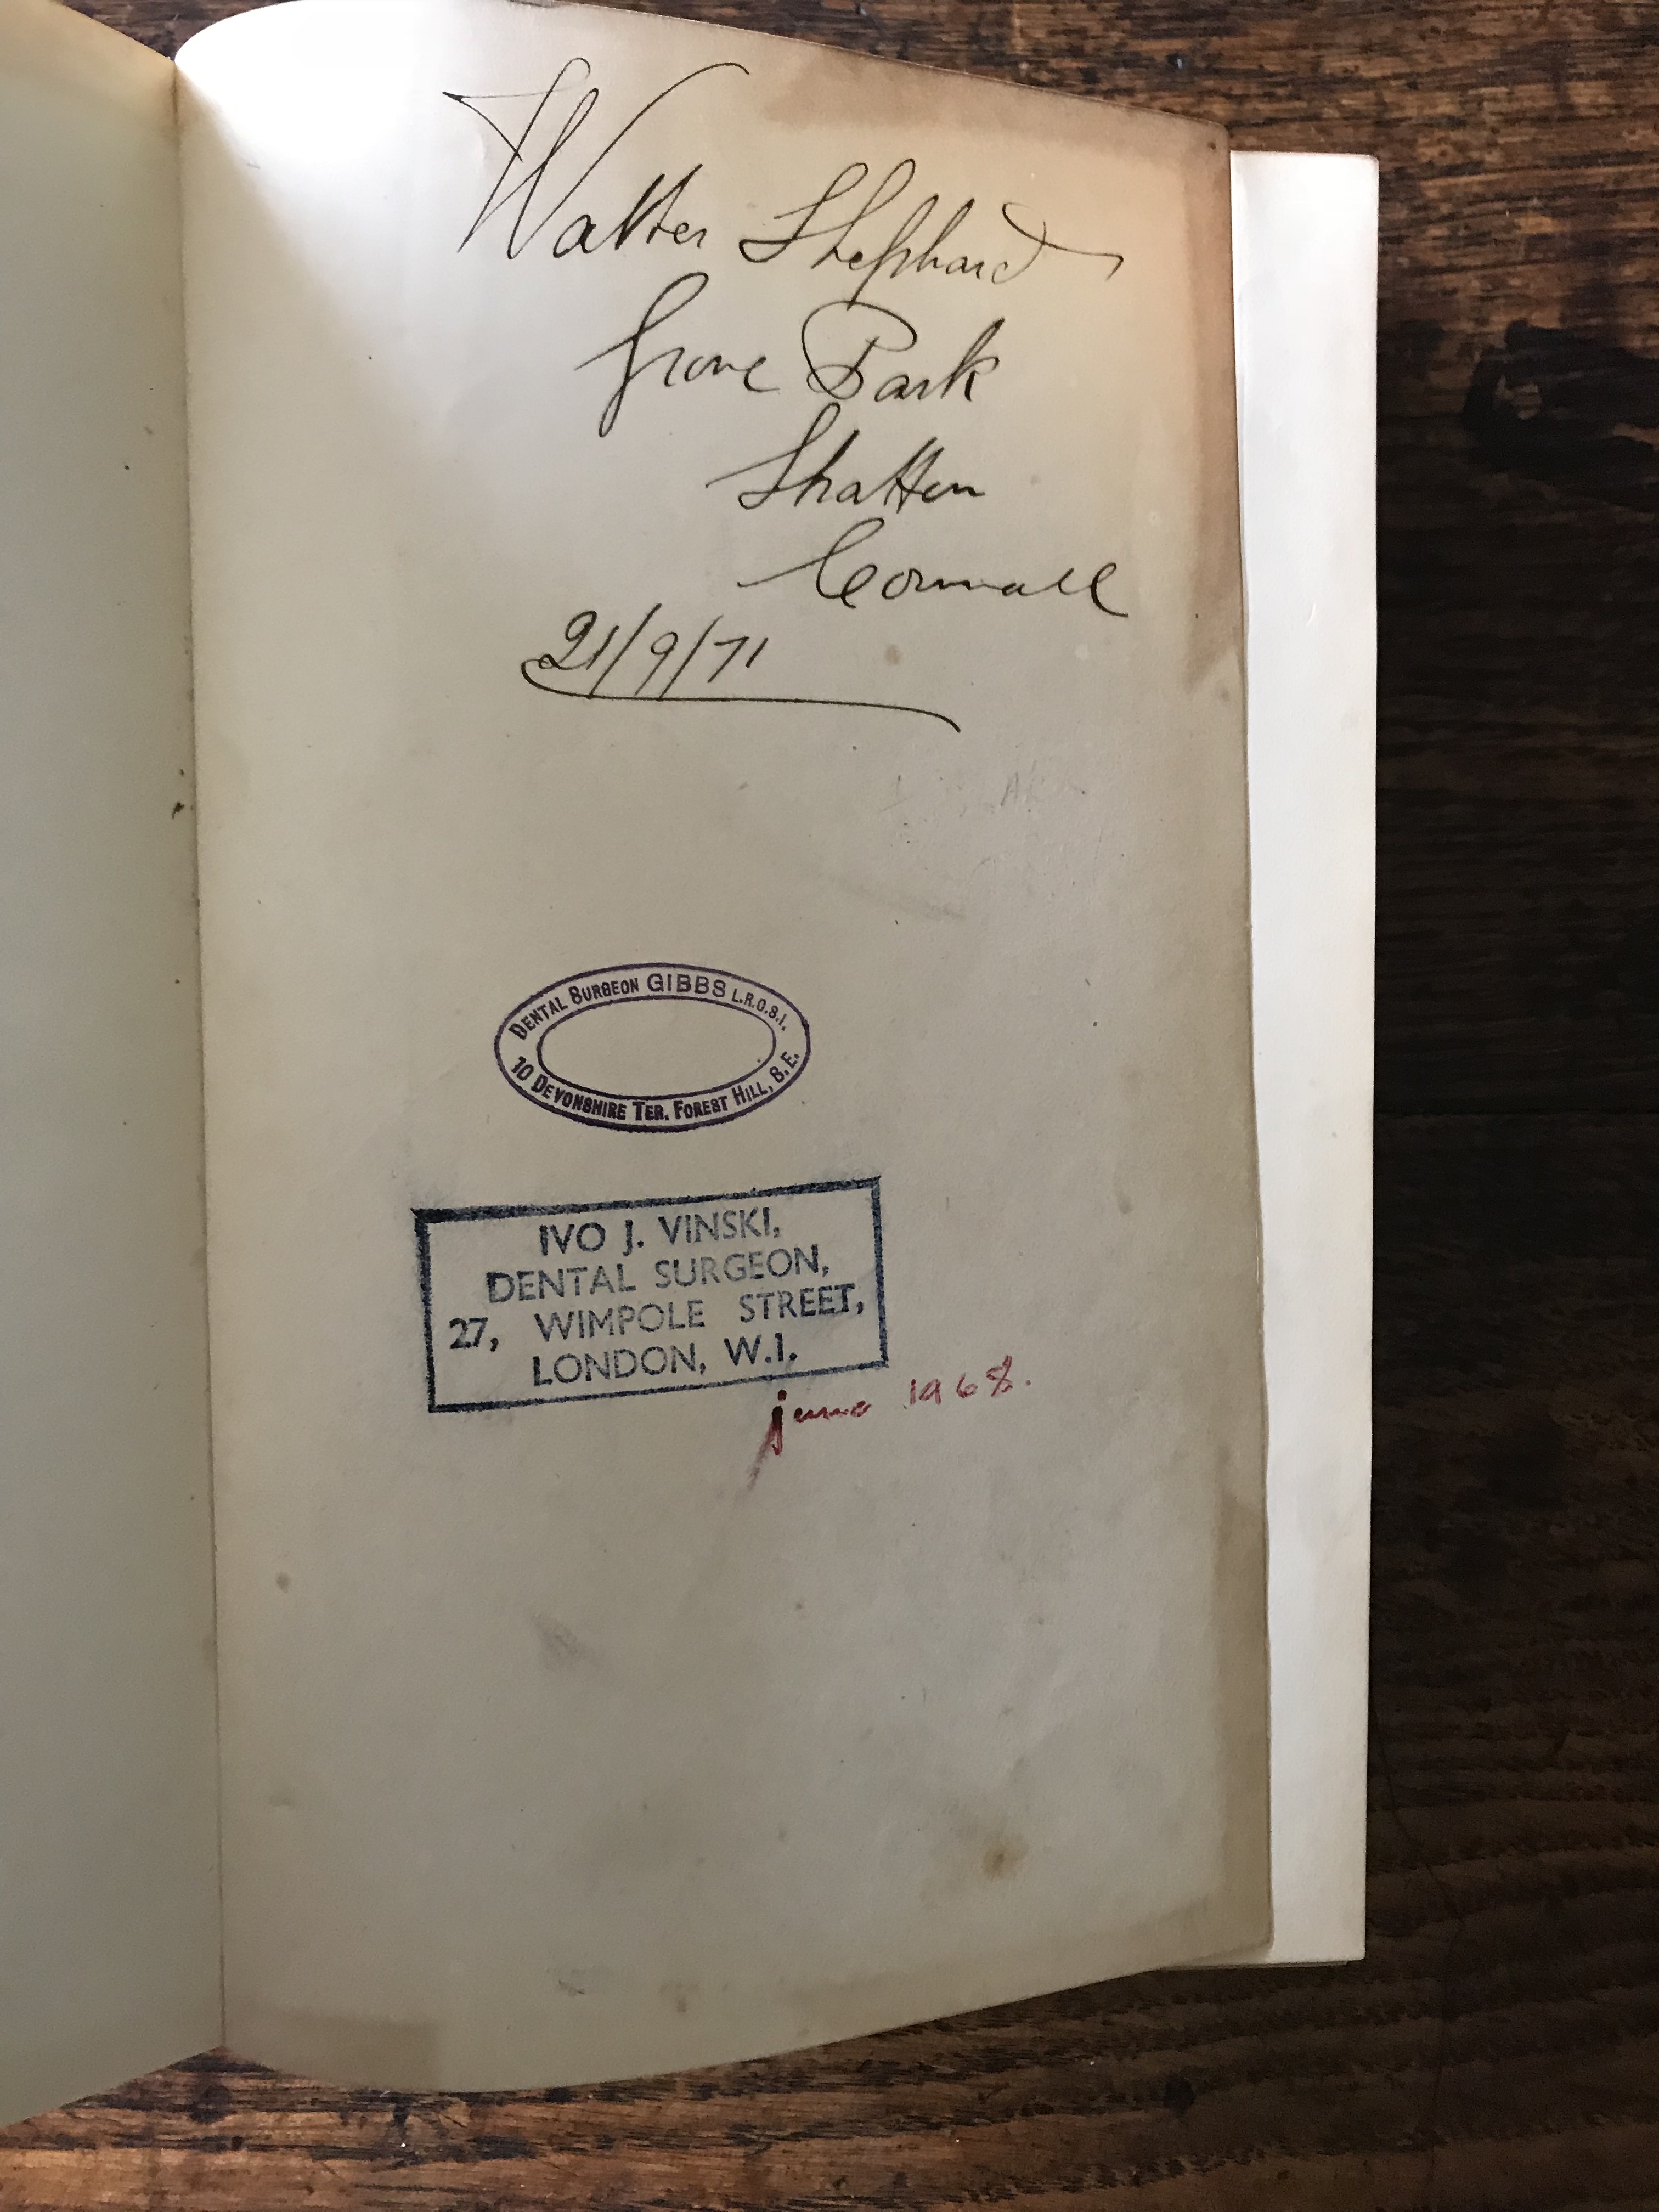 Walter Shephard
Grove Park
Shatten
Cornwall
21/9/71
DENTAL SURGEON GIBBS L.R.O.S.I.
10 DEVONSHIRE TER. FOREST HILL, S.E.
IVO J. VINSKI,
DENTAL SURGEON,
27, WIMPOLE STREET,
LONDON, W.1.
june 1968.